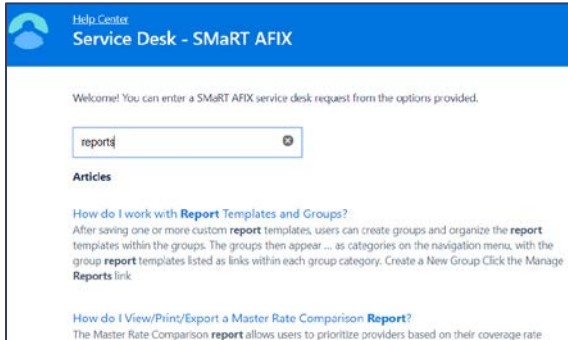 Help Center
Service Desk - SMaRT AFIX
Welcome! You can enter a SMaRT AFIX service desk request from the options provided.
reports
Articles
How do I work with Report Templates and Groups?
After saving one or more custom report templates, users can create groups and organize the report
templates within the groups. The groups then appear ... as categories on the navigation menu, with the
group report templates listed as links within each group category. Create a New Group Click the Manage
Reports link
How do I View/Print/Export a Master Rate Comparison Report?
The Master Rate Comparison report allows users to prioritize providers based on their coverage rate